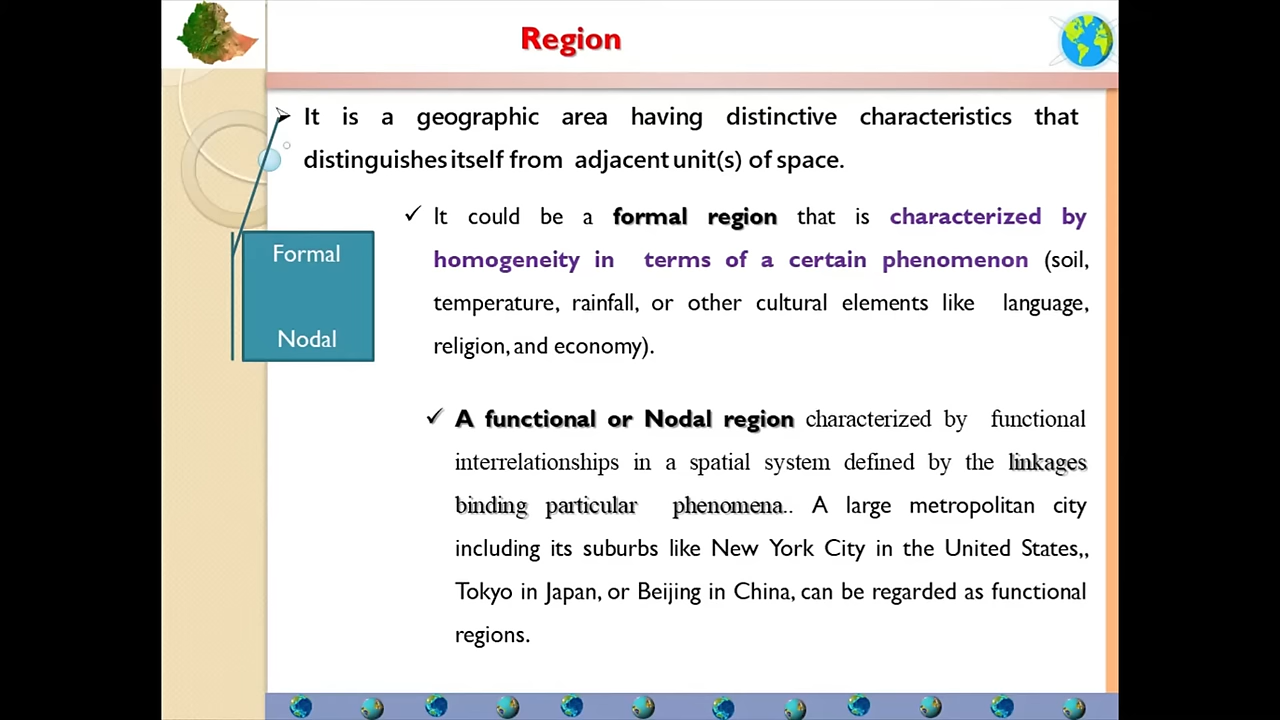 Region
It is a geographic area having distinctive characteristics that
distinguishes itself from adjacent unit(s) of space.
Formal
Nodal
It could be a formal region that is characterized by
homogeneity in terms of a certain phenomenon (soil,
temperature, rainfall, or other cultural elements like language,
religion, and economy).
A functional or Nodal region characterized by functional
interrelationships in a spatial system defined by the linkages
binding particular phenomena.. A large metropolitan city
including its suburbs like New York City in the United States,,
Tokyo in Japan, or Beijing in China, can be regarded as functional
regions.